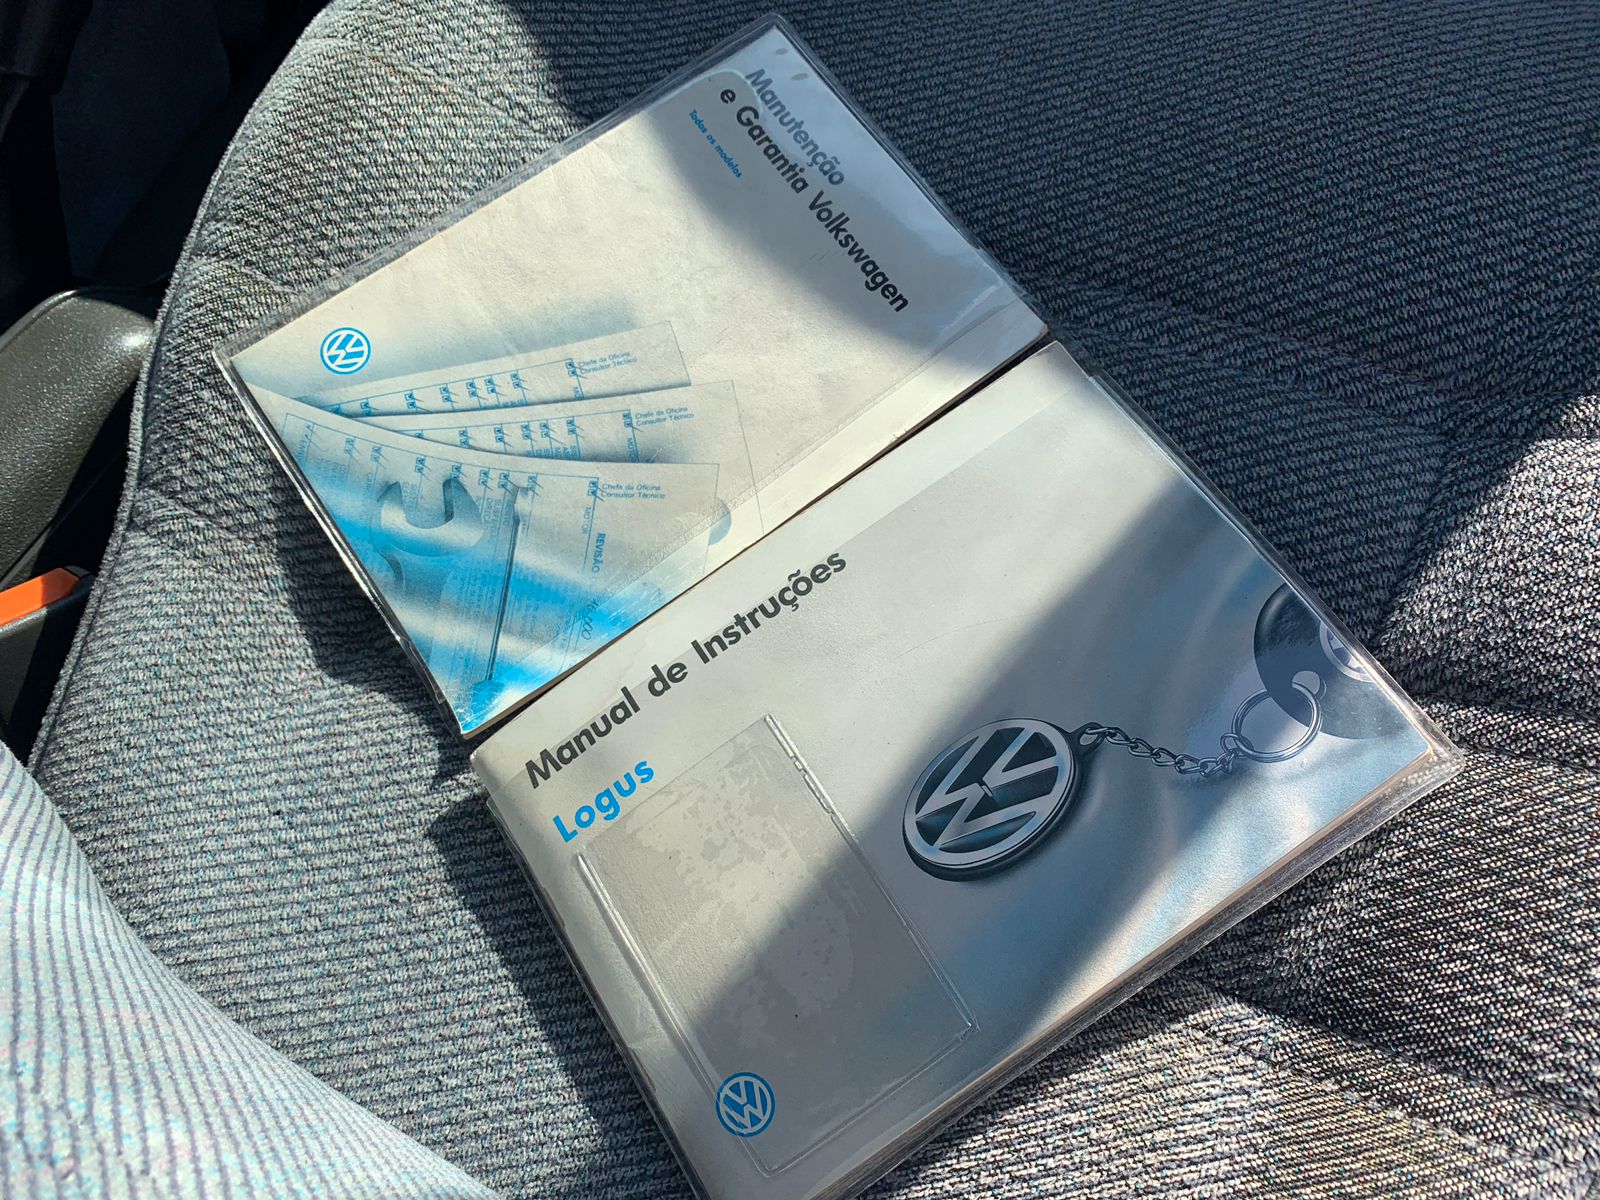 Manutenção
e Garantia Volkswagen
Todos os modelos
Chefe da Oficina
Consultor Técnico
Chefe da Oficina
Consultor Técnico
Chefe da Oficina
Consultor Técnico
REVISÃO
Manual de Instruções
Logus